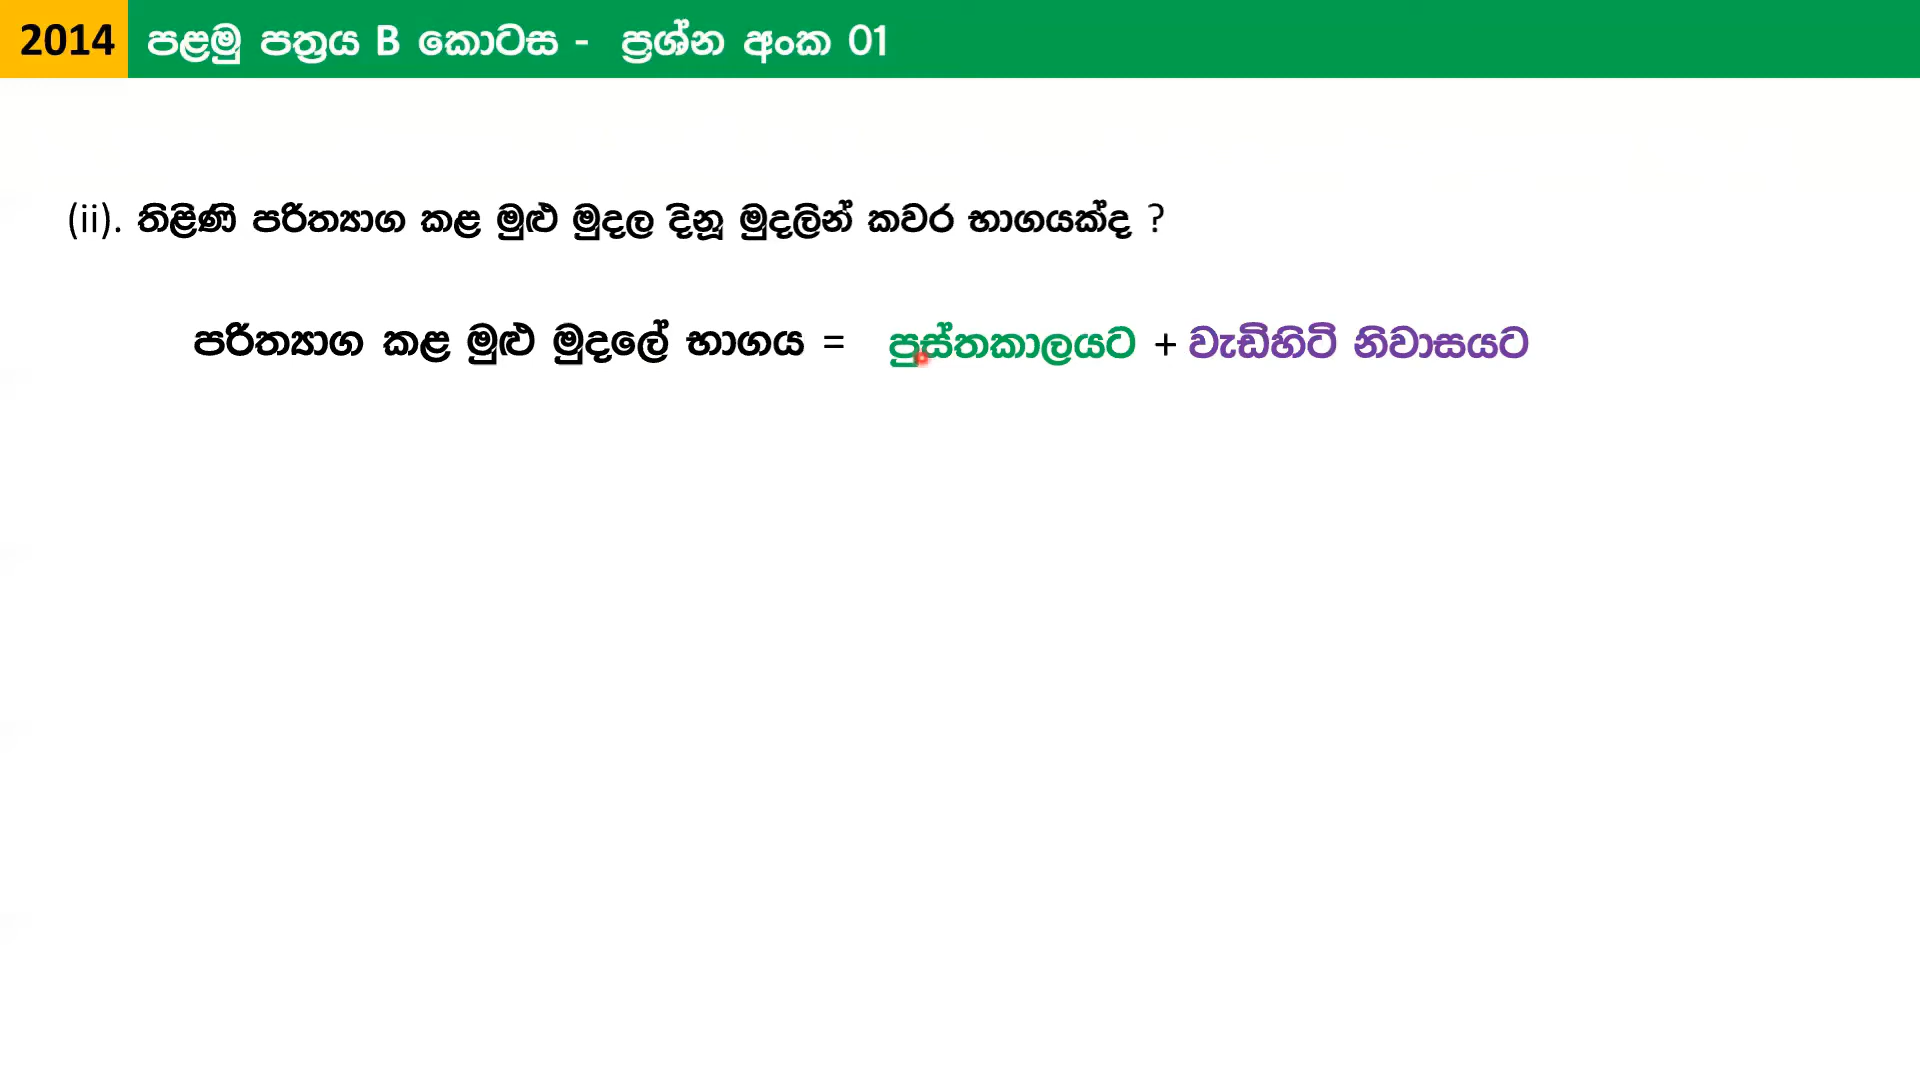 2014 පළමු පත්‍රය B කොටස - ප්‍රශ්න අංක 01
(ii). තිළිණි පරිත්‍යාග කළ මුළු මුදල දිනූ මුදලින් කවර භාගයක්ද ?
පරිත්‍යාග කළ මුළු මුදලේ භාගය = පුස්තකාලයට + වැඩිහිටි නිවාසයට